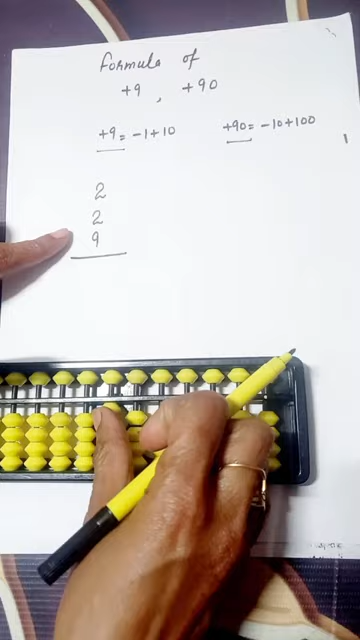 Formula of
+9 , +90
+9 = -1+10 +90 = -10+100
2
2
9